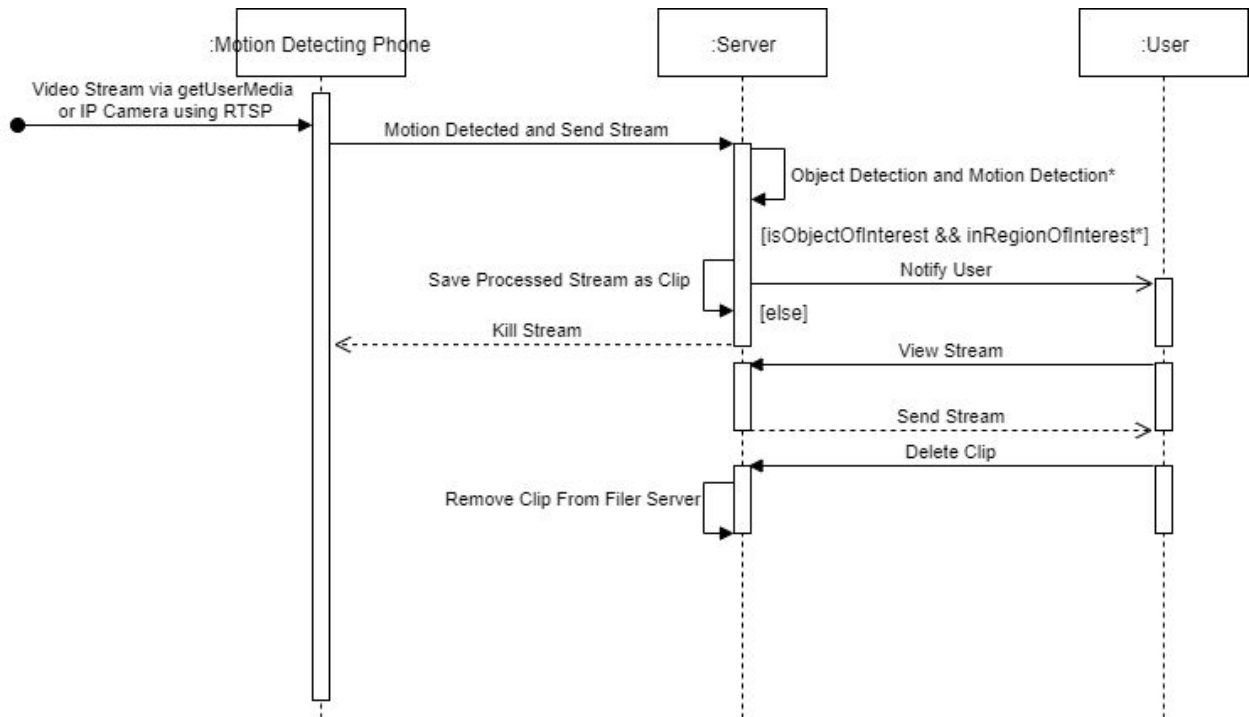 :Motion Detecting Phone
:Server
:User
Video Stream via getUserMedia
or IP Camera using RTSP
Motion Detected and Send Stream
Object Detection and Motion Detection*
[isObjectOfInterest && inRegionOfInterest*]
Notify User
Save Processed Stream as Clip
[else]
Kill Stream
View Stream
Send Stream
Delete Clip
Remove Clip From Filer Server